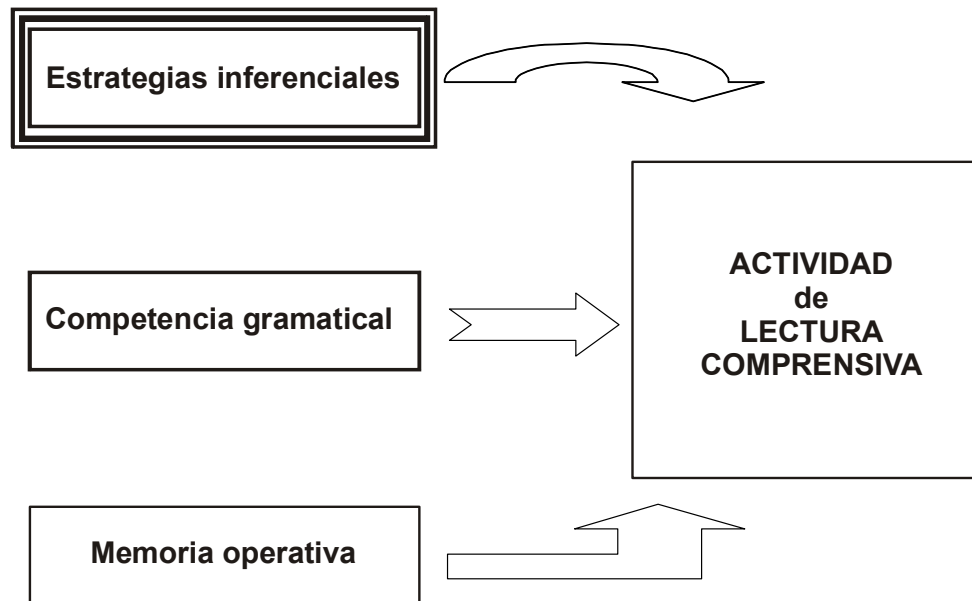 Estrategias inferenciales
Competencia gramatical
ACTIVIDAD
de
LECTURA
COMPRENSIVA
Memoria operativa